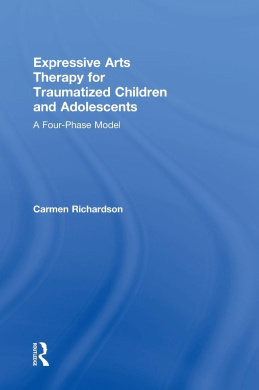 Expressive Arts
Therapy for
Traumatized Children
and Adolescents
A Four-Phase Model
Carmen Richardson
ROUTLEDGE